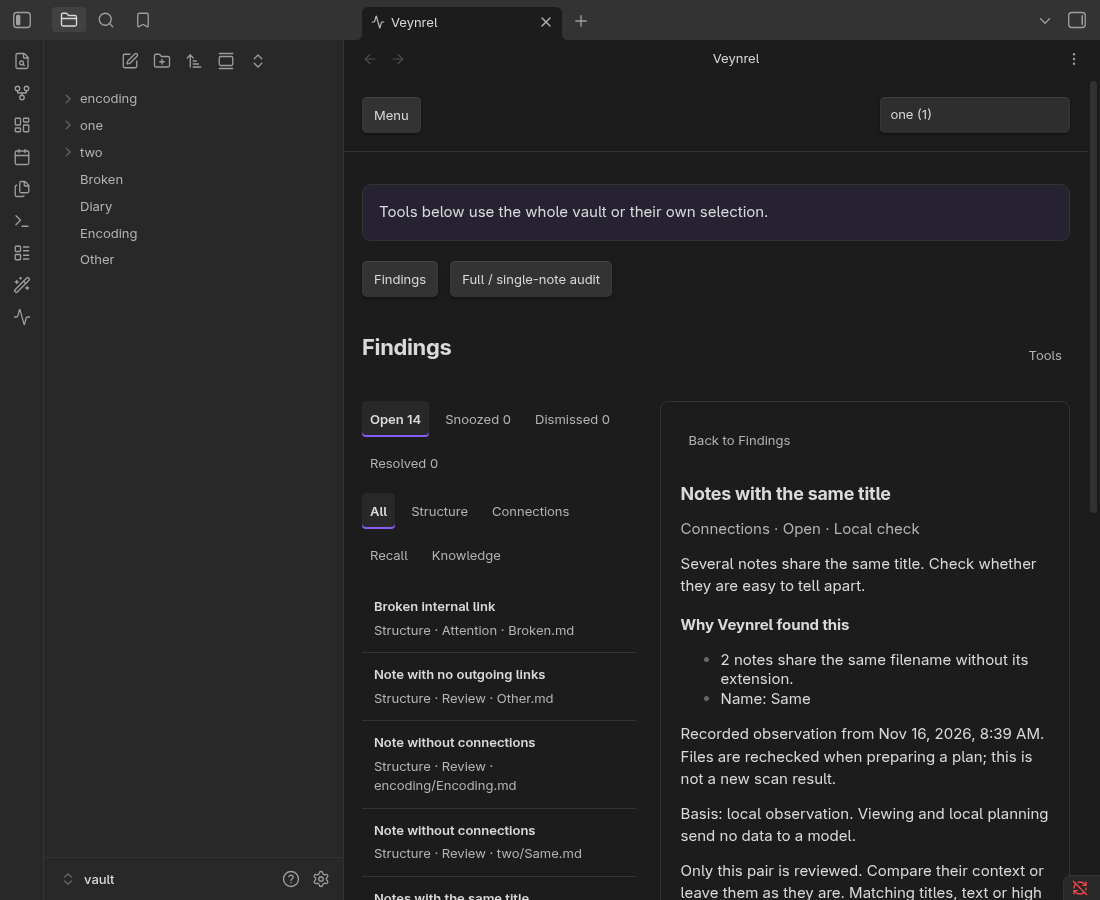 Veynrel
Veynrel
encoding
one
two
Broken
Diary
Encoding
Other
vault
Menu
one (1)
Tools below use the whole vault or their own selection.
Findings
Full / single-note audit
Findings
Tools
Open 14
Snoozed 0
Dismissed 0
Resolved 0
All
Structure
Connections
Recall
Knowledge
Broken internal link
Structure · Attention · Broken.md
Note with no outgoing links
Structure · Review · Other.md
Note without connections
Structure · Review ·
encoding/Encoding.md
Note without connections
Structure · Review · two/Same.md
Notes with the same title
Back to Findings
Notes with the same title
Connections · Open · Local check
Several notes share the same title. Check whether
they are easy to tell apart.
Why Veynrel found this
2 notes share the same filename without its
extension.
Name: Same
Recorded observation from Nov 16, 2026, 8:39 AM.
Files are rechecked when preparing a plan; this is
not a new scan result.
Basis: local observation. Viewing and local planning
send no data to a model.
Only this pair is reviewed. Compare their context or
leave them as they are. Matching titles, text or high